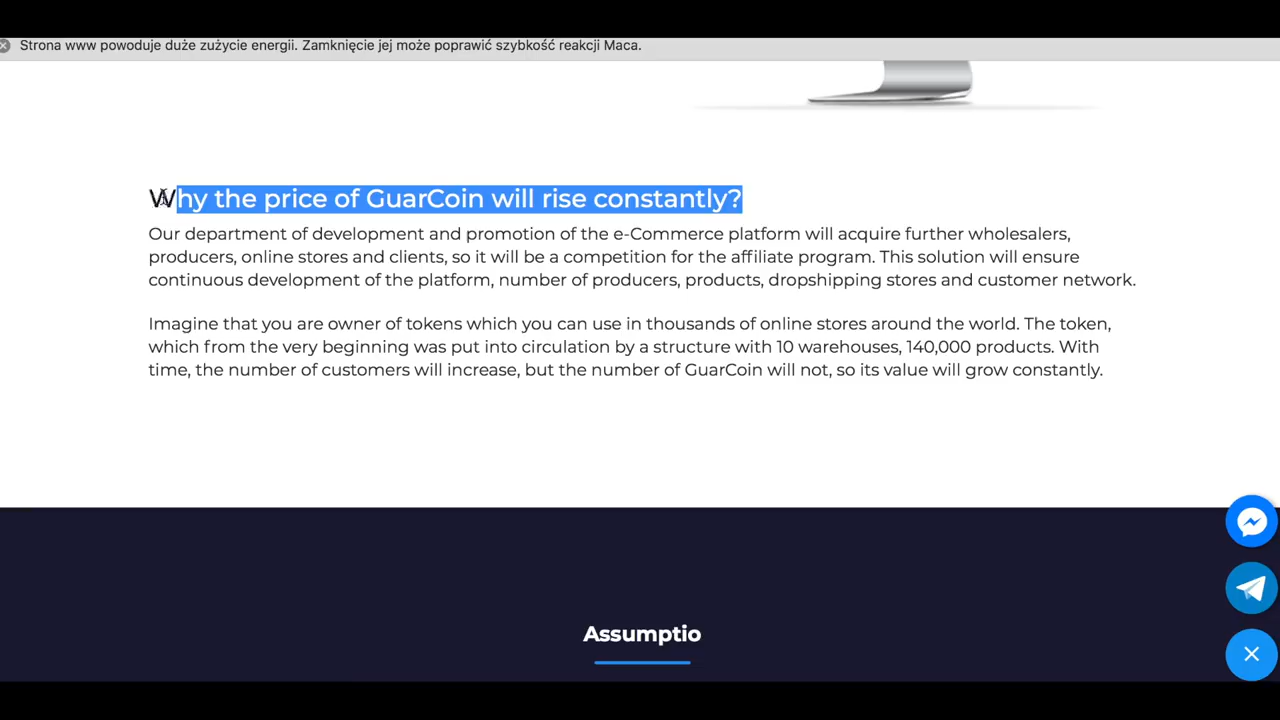 Strona www powoduje duże zużycie energii. Zamknięcie jej może poprawić szybkość reakcji Maca.
Why the price of GuarCoin will rise constantly?
Our department of development and promotion of the e-Commerce platform will acquire further wholesalers,
producers, online stores and clients, so it will be a competition for the affiliate program. This solution will ensure
continuous development of the platform, number of producers, products, dropshipping stores and customer network.
Imagine that you are owner of tokens which you can use in thousands of online stores around the world. The token,
which from the very beginning was put into circulation by a structure with 10 warehouses, 140,000 products. With
time, the number of customers will increase, but the number of GuarCoin will not, so its value will grow constantly.
Assumptio